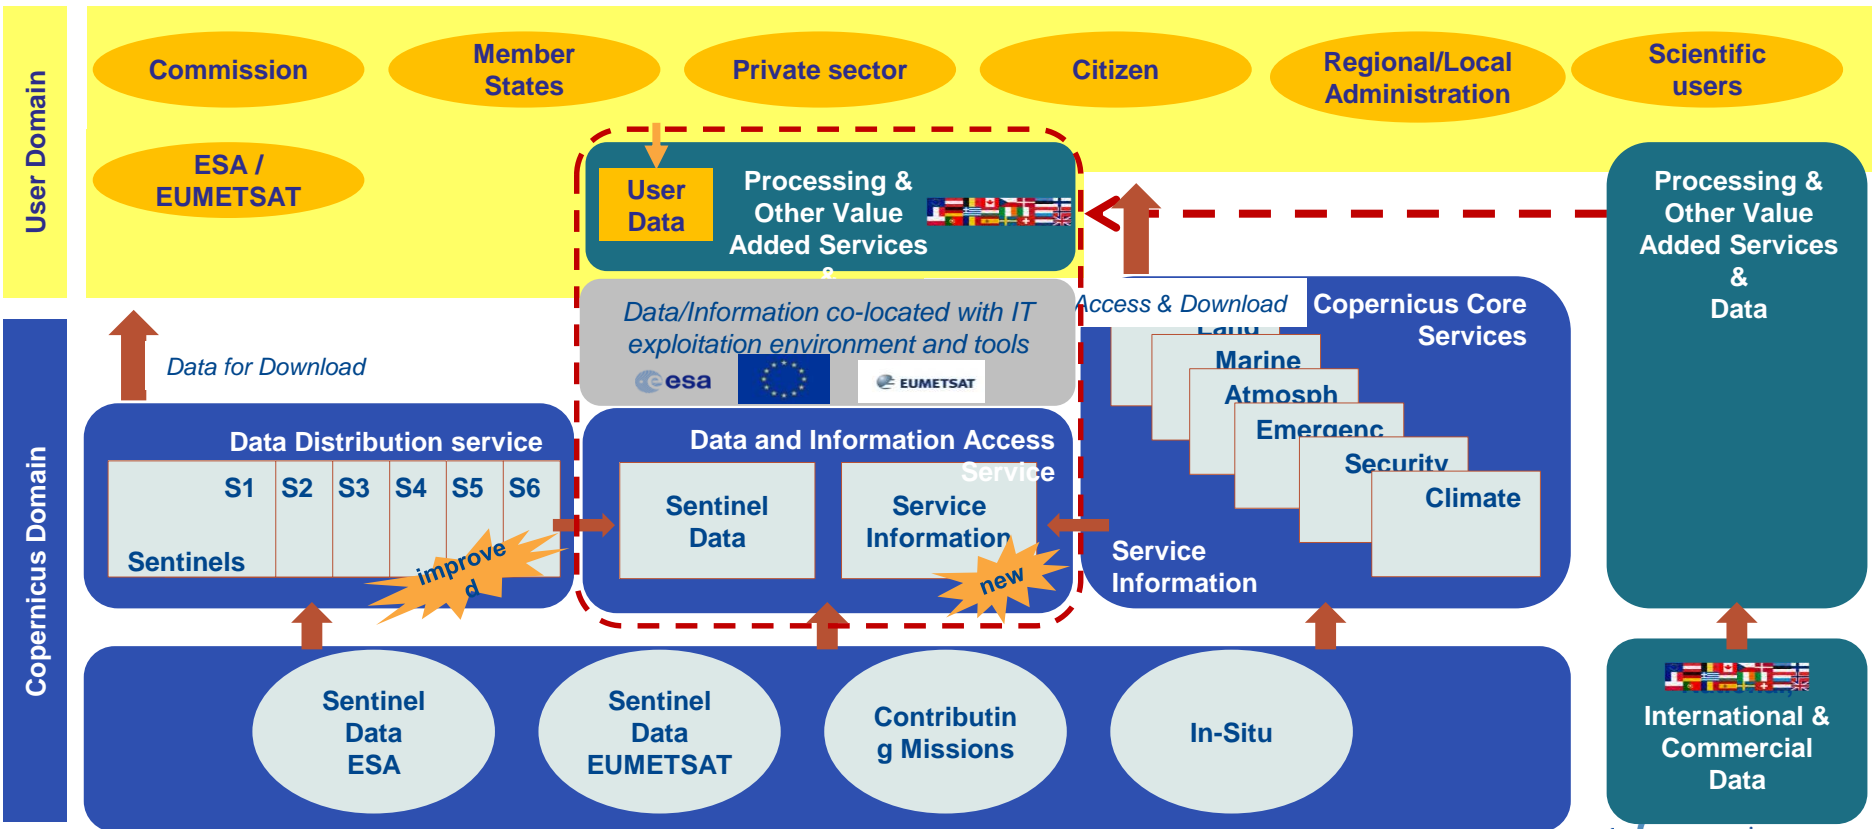 User Domain
Commission
Member
States
Private sector
Citizen
Regional/Local
Administration
Scientific
users
ESA /
EUMETSAT
User
Data
Processing &
Other Value
Added Services
&
Processing &
Other Value
Added Services
&
Data
Data/Information co-located with IT
exploitation environment and tools
esa
EUMETSAT
Access & Download
Data for Download
Copernicus Domain
Data Distribution service
S1
S2
S3
S4
S5
S6
Sentinels
improve
d
Data and Information Access
Service
Sentinel
Data
Service
Information
new
Copernicus Core
Services
Land
Marine
Atmosph
Emergenc
Security
Climate
Service
Information
Sentinel
Data
ESA
Sentinel
Data
EUMETSAT
Contributin
g Missions
In-Situ
International &
Commercial
Data